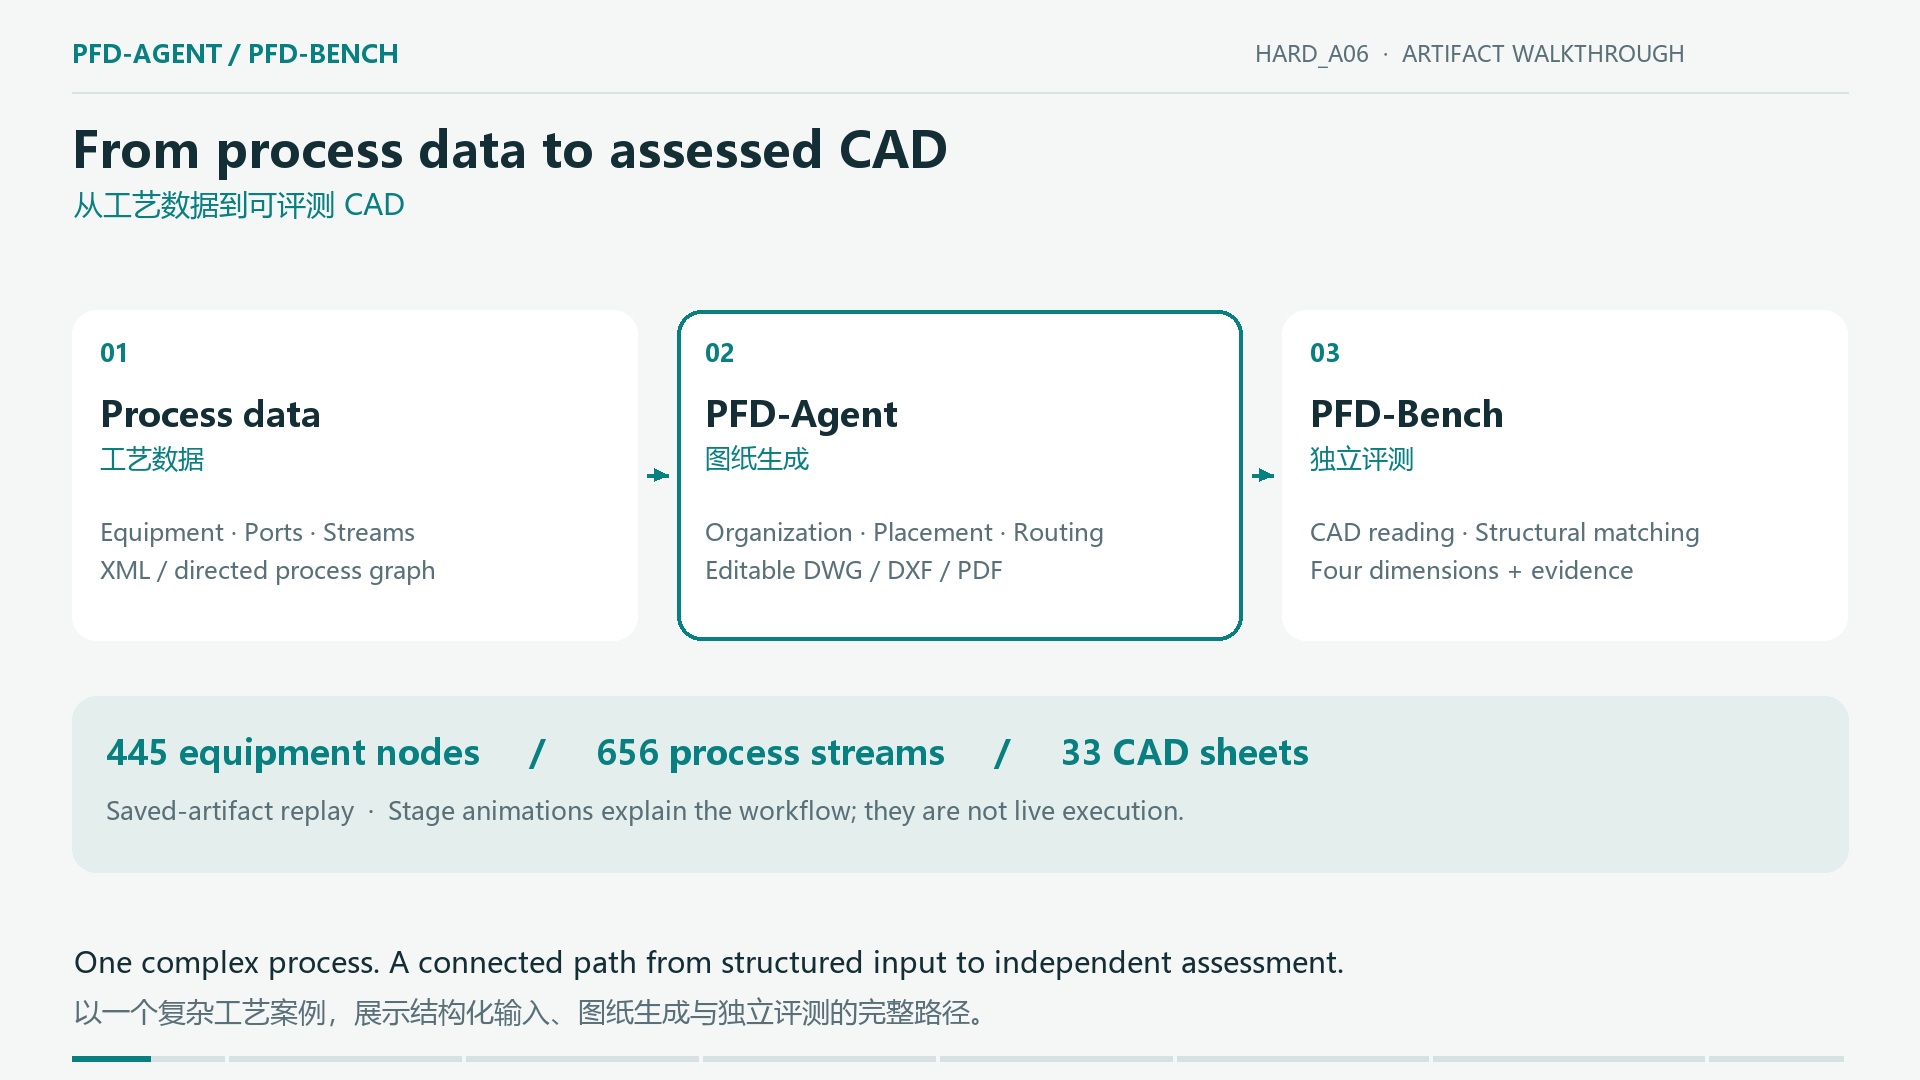 PFD-AGENT / PFD-BENCH
HARD_A06 · ARTIFACT WALKTHROUGH
From process data to assessed CAD
从工艺数据到可评测 CAD
01
Process data
工艺数据
Equipment · Ports · Streams
XML / directed process graph
02
PFD-Agent
图纸生成
Organization · Placement · Routing
Editable DWG / DXF / PDF
03
PFD-Bench
独立评测
CAD reading · Structural matching
Four dimensions + evidence
445 equipment nodes / 656 process streams / 33 CAD sheets
Saved-artifact replay · Stage animations explain the workflow; they are not live execution.
One complex process. A connected path from structured input to independent assessment.
以一个复杂工艺案例，展示结构化输入、图纸生成与独立评测的完整路径。